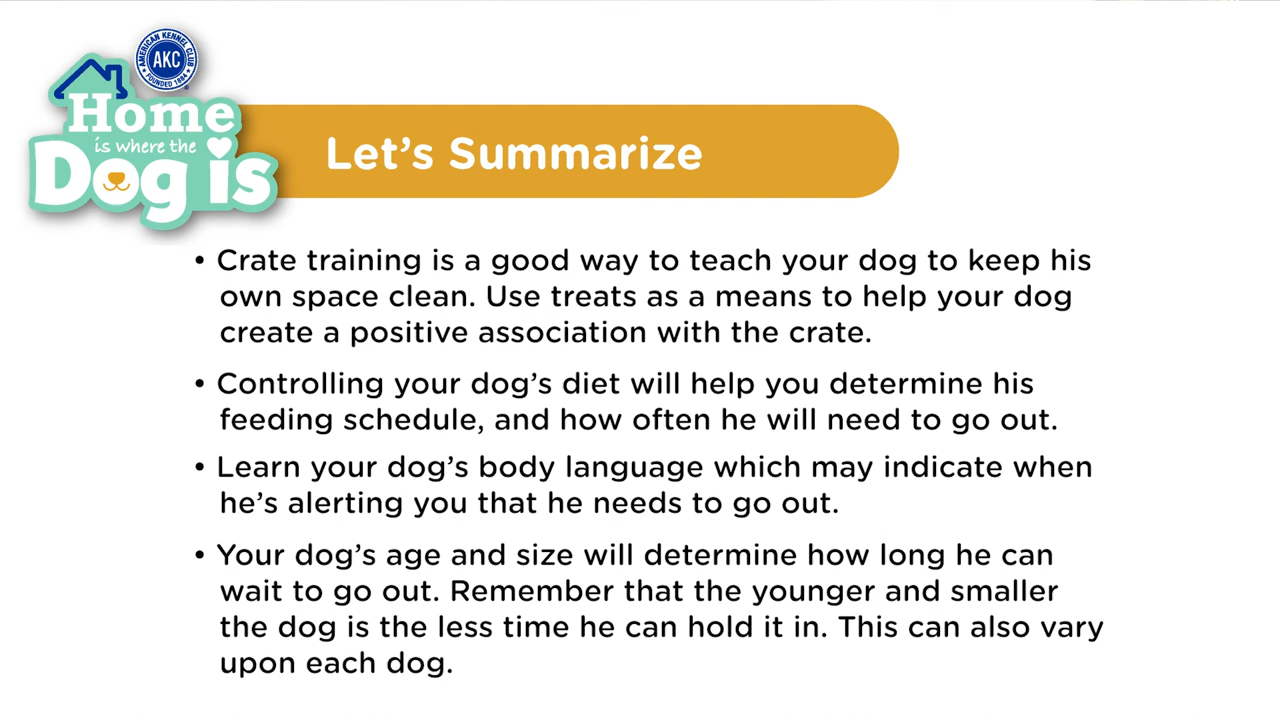 AMERICAN KENNEL CLUB
AKC
FOUNDED 1884
Home
is where the
Dog is
Let's Summarize
• Crate training is a good way to teach your dog to keep his
own space clean. Use treats as a means to help your dog
create a positive association with the crate.
• Controlling your dog's diet will help you determine his
feeding schedule, and how often he will need to go out.
• Learn your dog's body language which may indicate when
he's alerting you that he needs to go out.
• Your dog's age and size will determine how long he can
wait to go out. Remember that the younger and smaller
the dog is the less time he can hold it in. This can also vary
upon each dog.